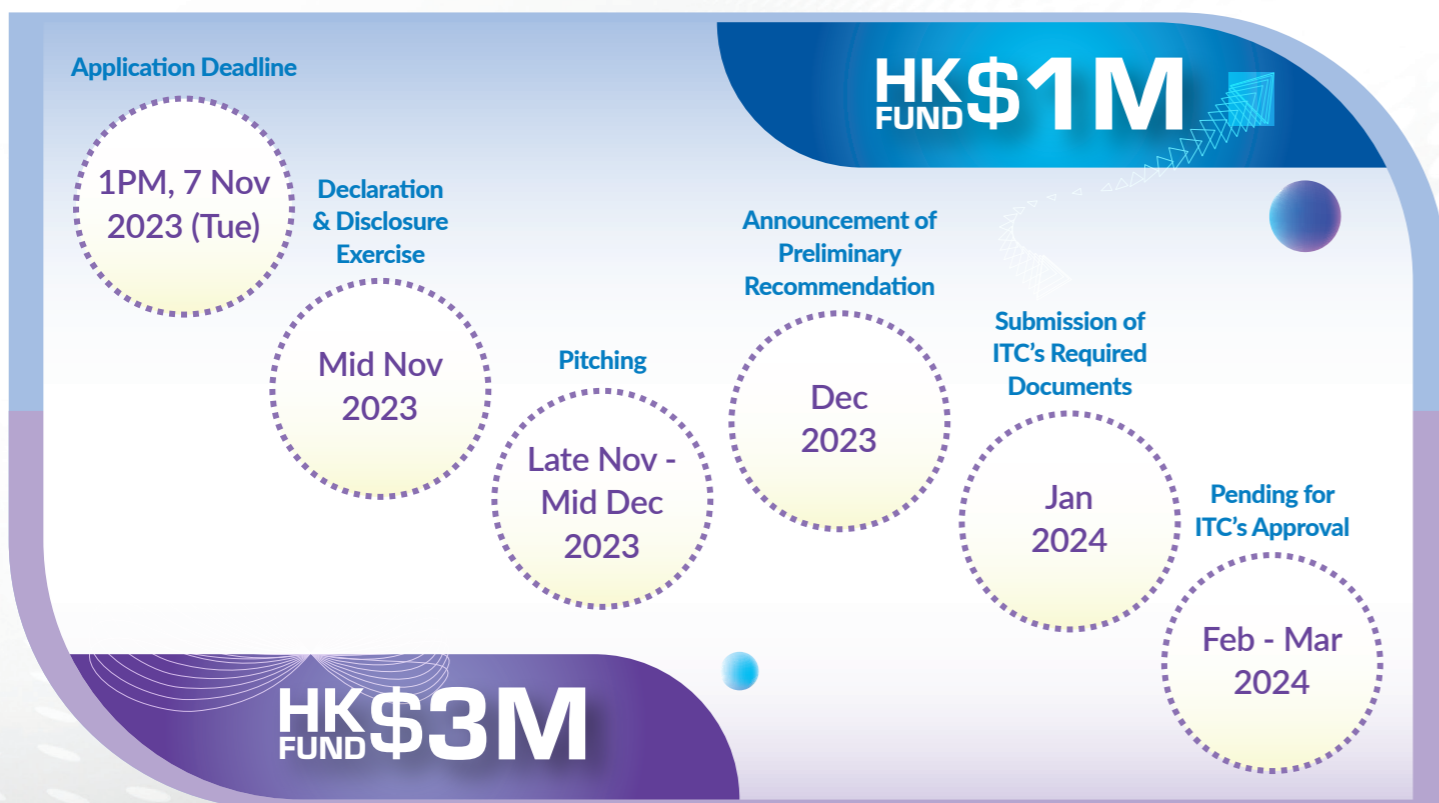 Application Deadline
1PM, 7 Nov
2023 (Tue)
Declaration
& Disclosure
Exercise
Mid Nov
2023
Pitching
Late Nov -
Mid Dec
2023
HK
FUND
$1M
Announcement of
Preliminary
Recommendation
Dec
2023
Submission of
ITC's Required
Documents
Jan
2024
Pending for
ITC's Approval
Feb - Mar
2024
HK
FUND
$3M